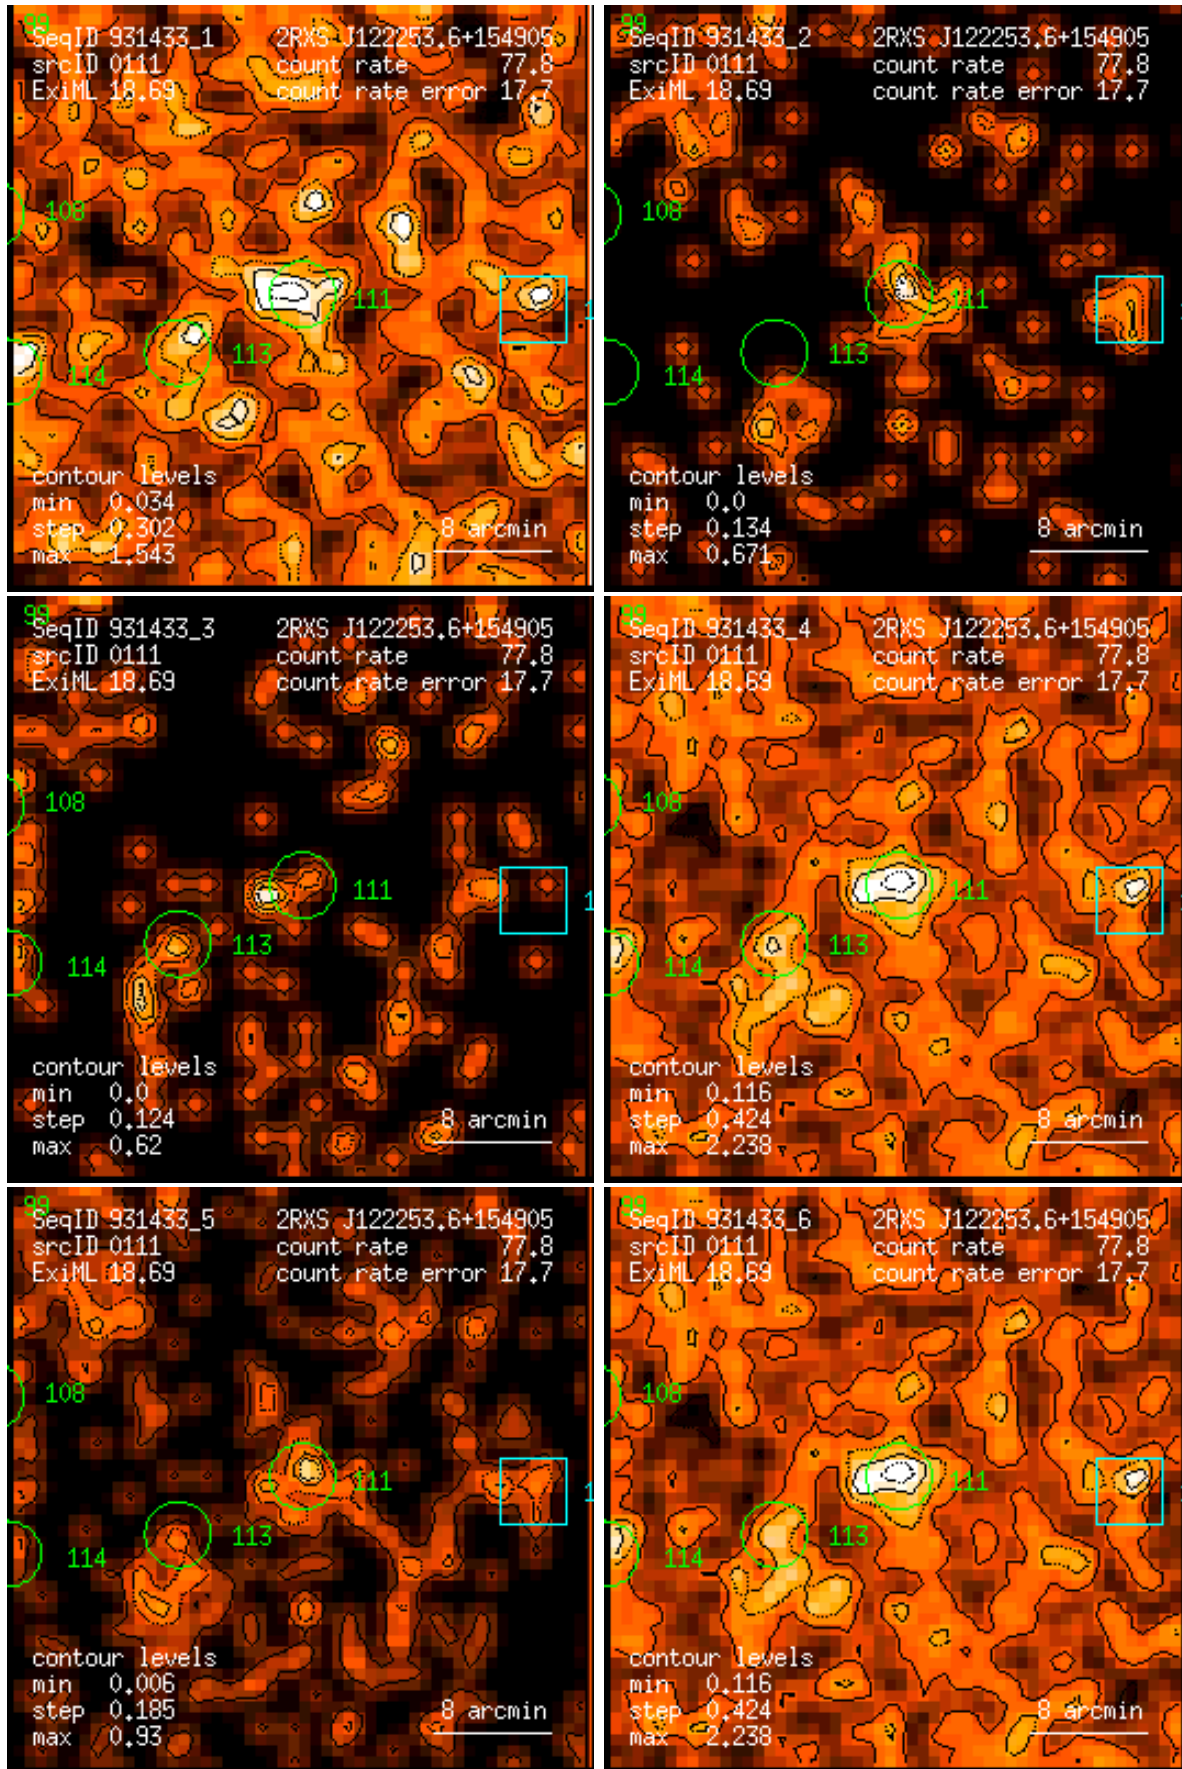 99
SeqID 931433_1 2RXS J122253.6+154905
srcID 0111 count rate 77.8
ExiML 18.69 count rate error 17.7
108
111
113
114
1
contour levels
min 0.034
step 0.302 8 arcmin
max 1.543
99
SeqID 931433_2 2RXS J122253.6+154905
srcID 0111 count rate 77.8
ExiML 18.69 count rate error 17.7
108
111
113
114
contour levels
min 0.0
step 0.134 8 arcmin
max 0.671
99
SeqID 931433_3 2RXS J122253.6+154905
srcID 0111 count rate 77.8
ExiML 18.69 count rate error 17.7
108
111
1
113
114
contour levels
min 0.0
step 0.124 8 arcmin
max 0.62
99
SeqID 931433_4 2RXS J122253.6+154905
srcID 0111 count rate 77.8
ExiML 18.69 count rate error 17.7
108
111
113
114
contour levels
min 0.116
step 0.424 8 arcmin
max 2.238
99
SeqID 931433_5 2RXS J122253.6+154905
srcID 0111 count rate 77.8
ExiML 18.69 count rate error 17.7
108
111
1
113
114
contour levels
min 0.006
step 0.185 8 arcmin
max 0.93
99
SeqID 931433_6 2RXS J122253.6+154905
srcID 0111 count rate 77.8
ExiML 18.69 count rate error 17.7
108
111
113
114
contour levels
min 0.116
step 0.424 8 arcmin
max 2.238